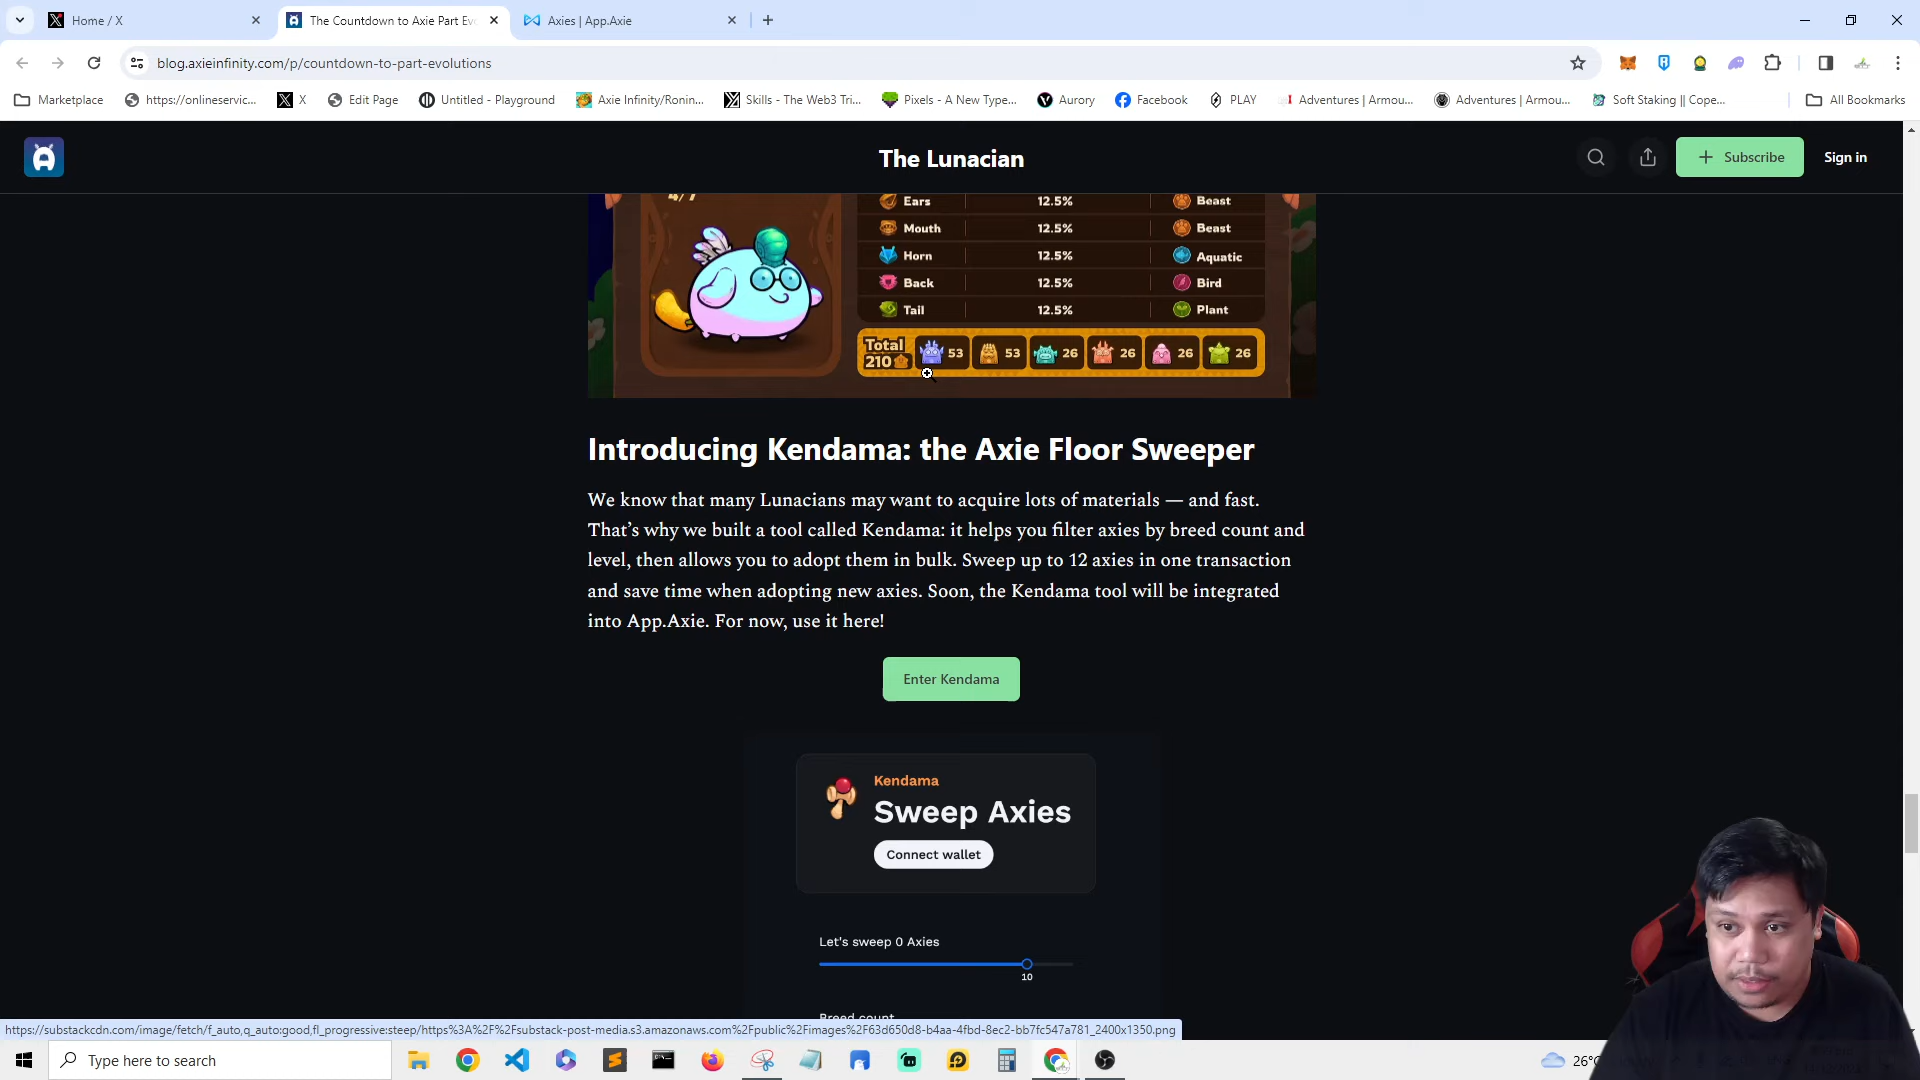 Home / X
The Countdown to Axie Part Evo
Axies | App.Axie
blog.axieinfinity.com/p/countdown-to-part-evolutions
Marketplace
https://onlineservic...
X
Edit Page
Untitled - Playground
Axie Infinity/Ronin...
Skills - The Web3 Tri...
Pixels - A New Type...
Aurory
Facebook
PLAY
Adventures | Armou...
Adventures | Armou...
Soft Staking || Cope...
All Bookmarks
The Lunacian
Subscribe
Sign in
4/7
Ears 12.5% Beast
Mouth 12.5% Beast
Horn 12.5% Aquatic
Back 12.5% Bird
Tail 12.5% Plant
Total
210
53 53 26 26 26 26
Introducing Kendama: the Axie Floor Sweeper
We know that many Lunacians may want to acquire lots of materials — and fast.
That’s why we built a tool called Kendama: it helps you filter axies by breed count and
level, then allows you to adopt them in bulk. Sweep up to 12 axies in one transaction
and save time when adopting new axies. Soon, the Kendama tool will be integrated
into App.Axie. For now, use it here!
Enter Kendama
Kendama
Sweep Axies
Connect wallet
Let's sweep 0 Axies
10
Breed count
https://substackcdn.com/image/fetch/f_auto,q_auto:good,fl_progressive:steep/https%3A%2F%2Fsubstack-post-media.s3.amazonaws.com%2Fpublic%2Fimages%2F63d650d8-b4aa-4fbd-8ec2-bb7fc547a781_2400x1350.png
Type here to search
26°C